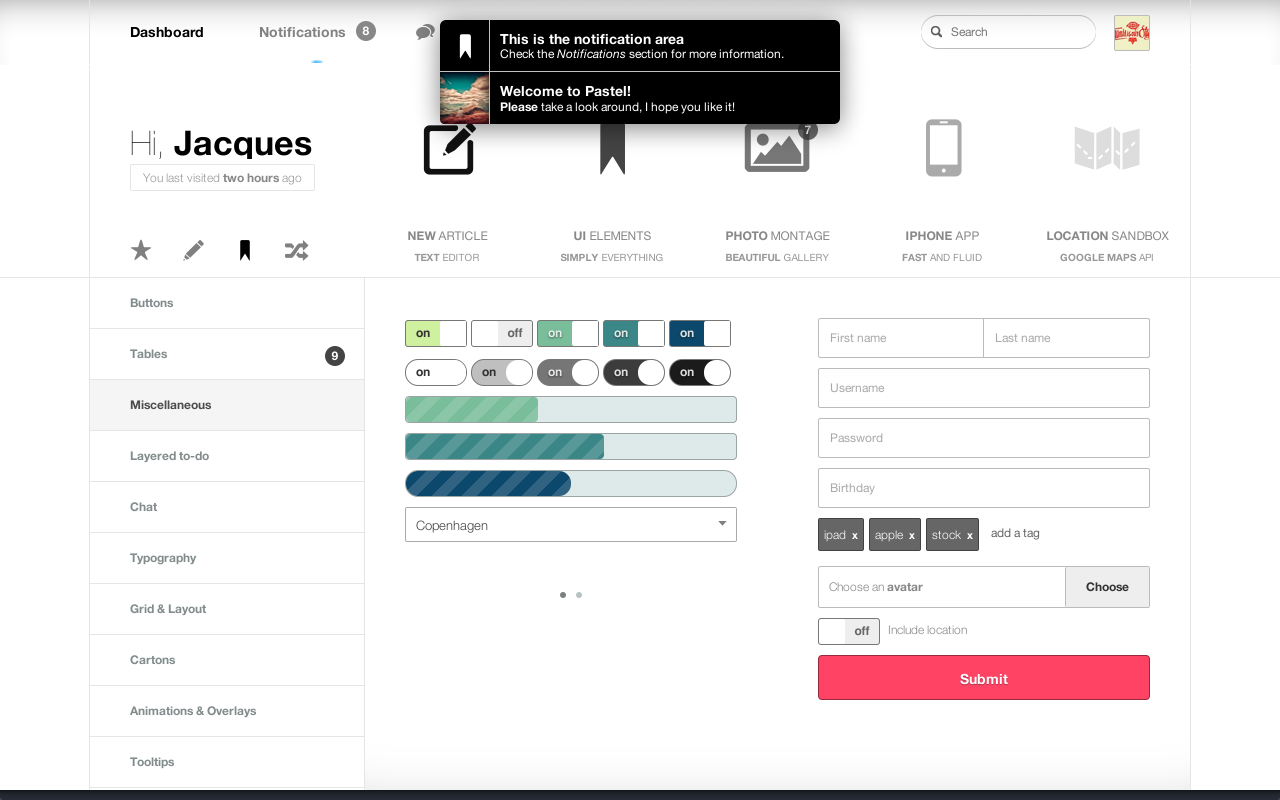 Dashboard
Notifications 8
Search
This is the notification area
Check the Notifications section for more information.
Welcome to Pastel!
Please take a look around, I hope you like it!
Hi, Jacques
You last visited two hours ago
7
NEW ARTICLE
TEXT EDITOR
UI ELEMENTS
SIMPLY EVERYTHING
PHOTO MONTAGE
BEAUTIFUL GALLERY
IPHONE APP
FAST AND FLUID
LOCATION SANDBOX
GOOGLE MAPS API
Buttons
Tables 9
Miscellaneous
Layered to-do
Chat
Typography
Grid & Layout
Cartons
Animations & Overlays
Tooltips
on off on on on
on on on on on
Copenhagen
First name Last name
Username
Password
Birthday
ipad x apple x stock x add a tag
Choose an avatar Choose
off Include location
Submit